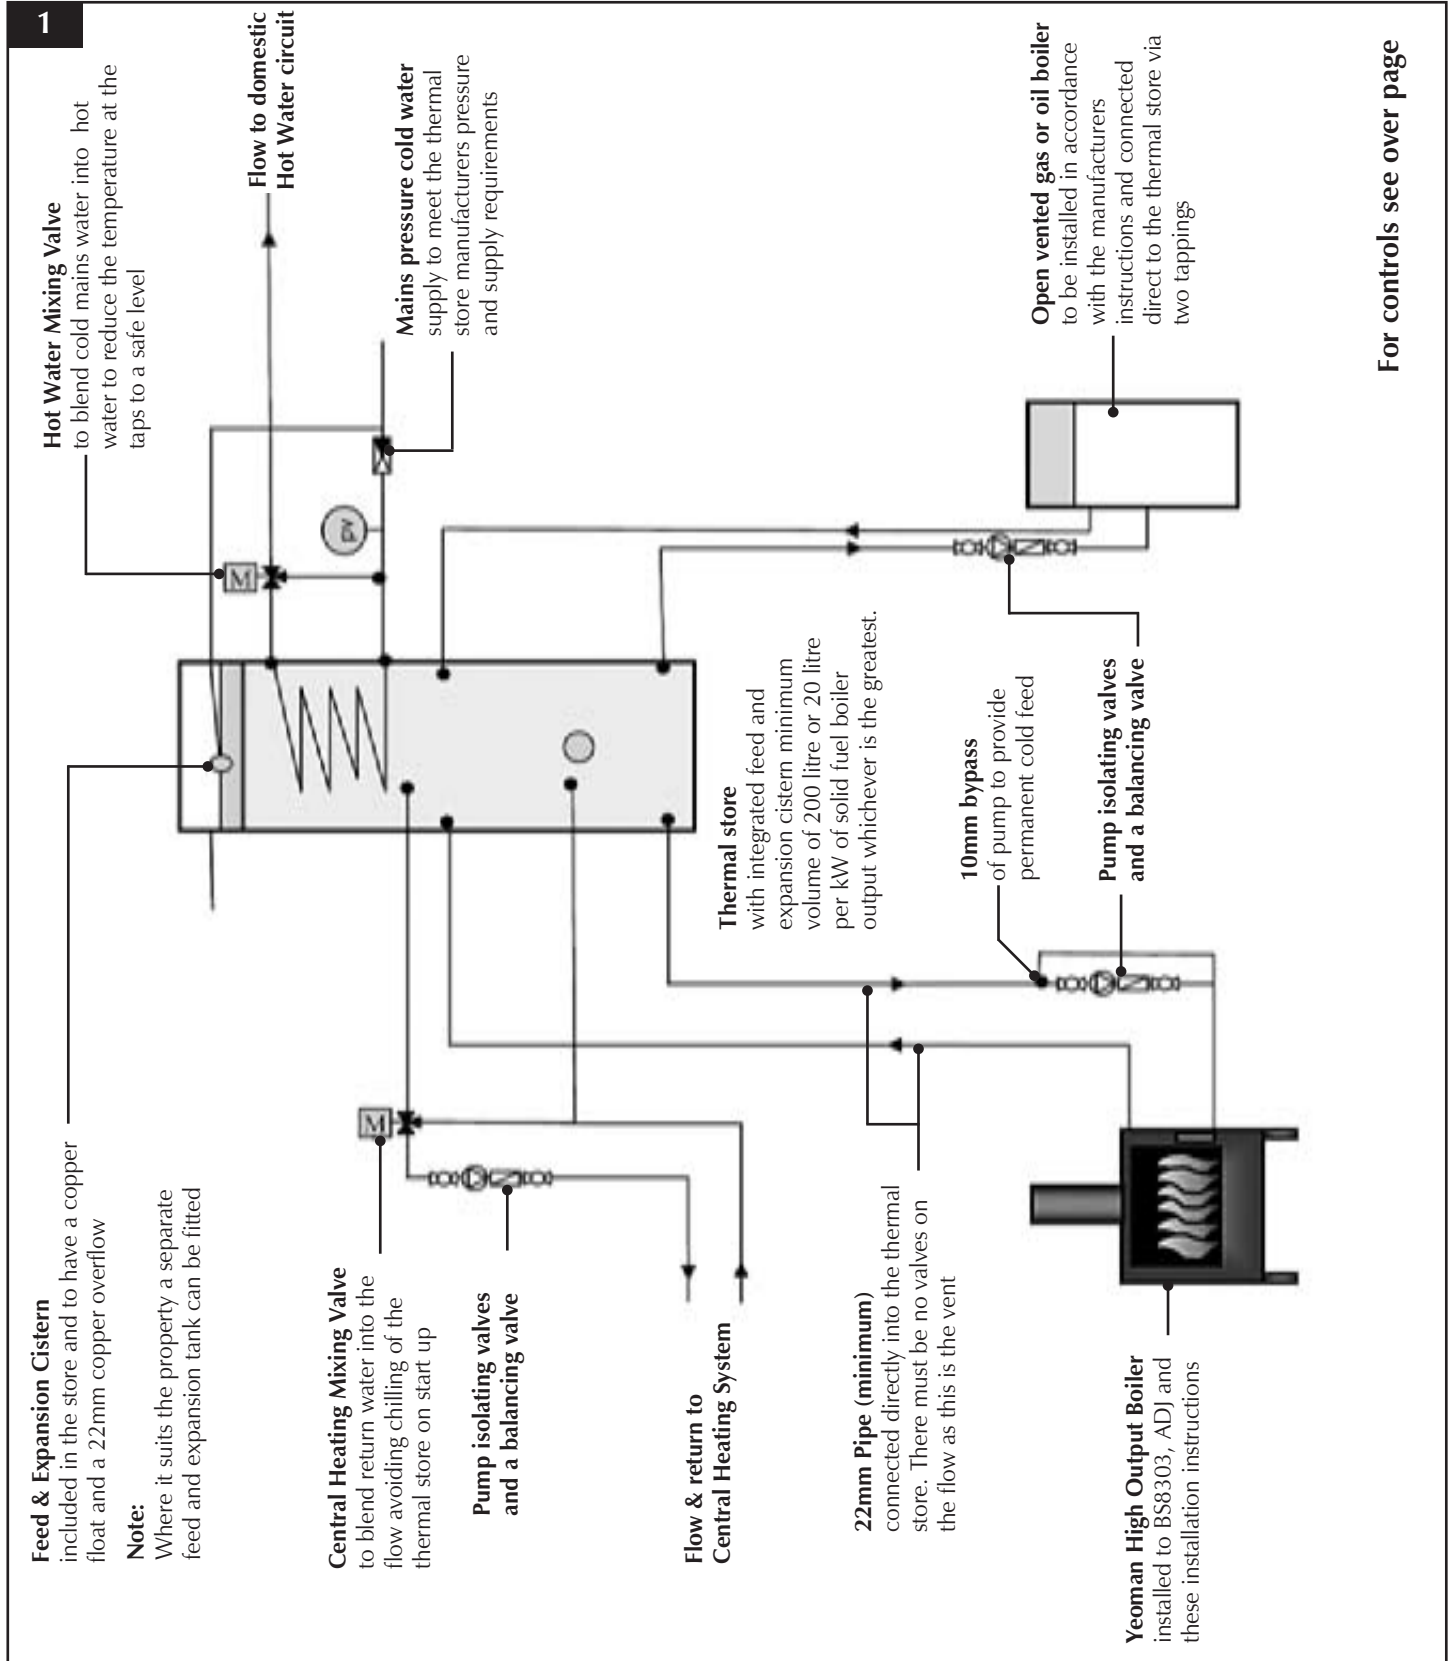 1
Feed & Expansion Cistern
included in the store and to have a copper
float and a 22mm copper overflow
Note:
Where it suits the property a separate
feed and expansion tank can be fitted
Hot Water Mixing Valve
to blend cold mains water into hot
water to reduce the temperature at the
taps to a safe level
Flow to domestic
Hot Water circuit
M
pv
Mains pressure cold water
supply to meet the thermal
store manufacturers pressure
and supply requirements
Central Heating Mixing Valve
to blend return water into the
flow avoiding chilling of the
thermal store on start up
M
Pump isolating valves
and a balancing valve
Flow & return to
Central Heating System
Thermal store
with integrated feed and
expansion cistern minimum
volume of 200 litre or 20 litre
per kW of solid fuel boiler
output whichever is the greatest.
22mm Pipe (minimum)
connected directly into the thermal
store. There must be no valves on
the flow as this is the vent
10mm bypass
of pump to provide
permanent cold feed
Pump isolating valves
and a balancing valve
Open vented gas or oil boiler
to be installed in accordance
with the manufacturers
instructions and connected
direct to the thermal store via
two tappings
Yeoman High Output Boiler
installed to BS8303, ADJ and
these installation instructions
For controls see over page